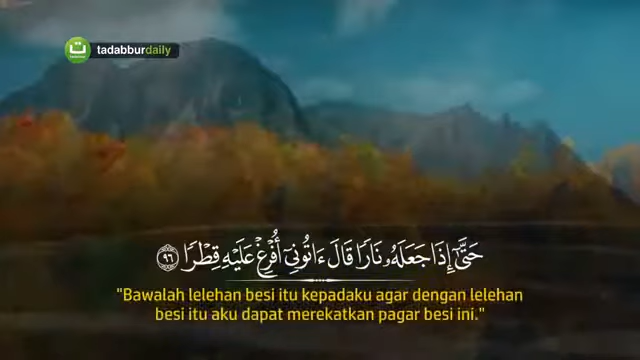 tadabburdaily
حَتَّىٰٓ إِذَا جَعَلَهُۥ نَارٗا قَالَ ءَاتُونِيٓ أُفۡرِغۡ عَلَيۡهِ قِطۡرٗا ٩٦
"Bawalah lelehan besi itu kepadaku agar dengan lelehan
besi itu aku dapat merekatkan pagar besi ini."